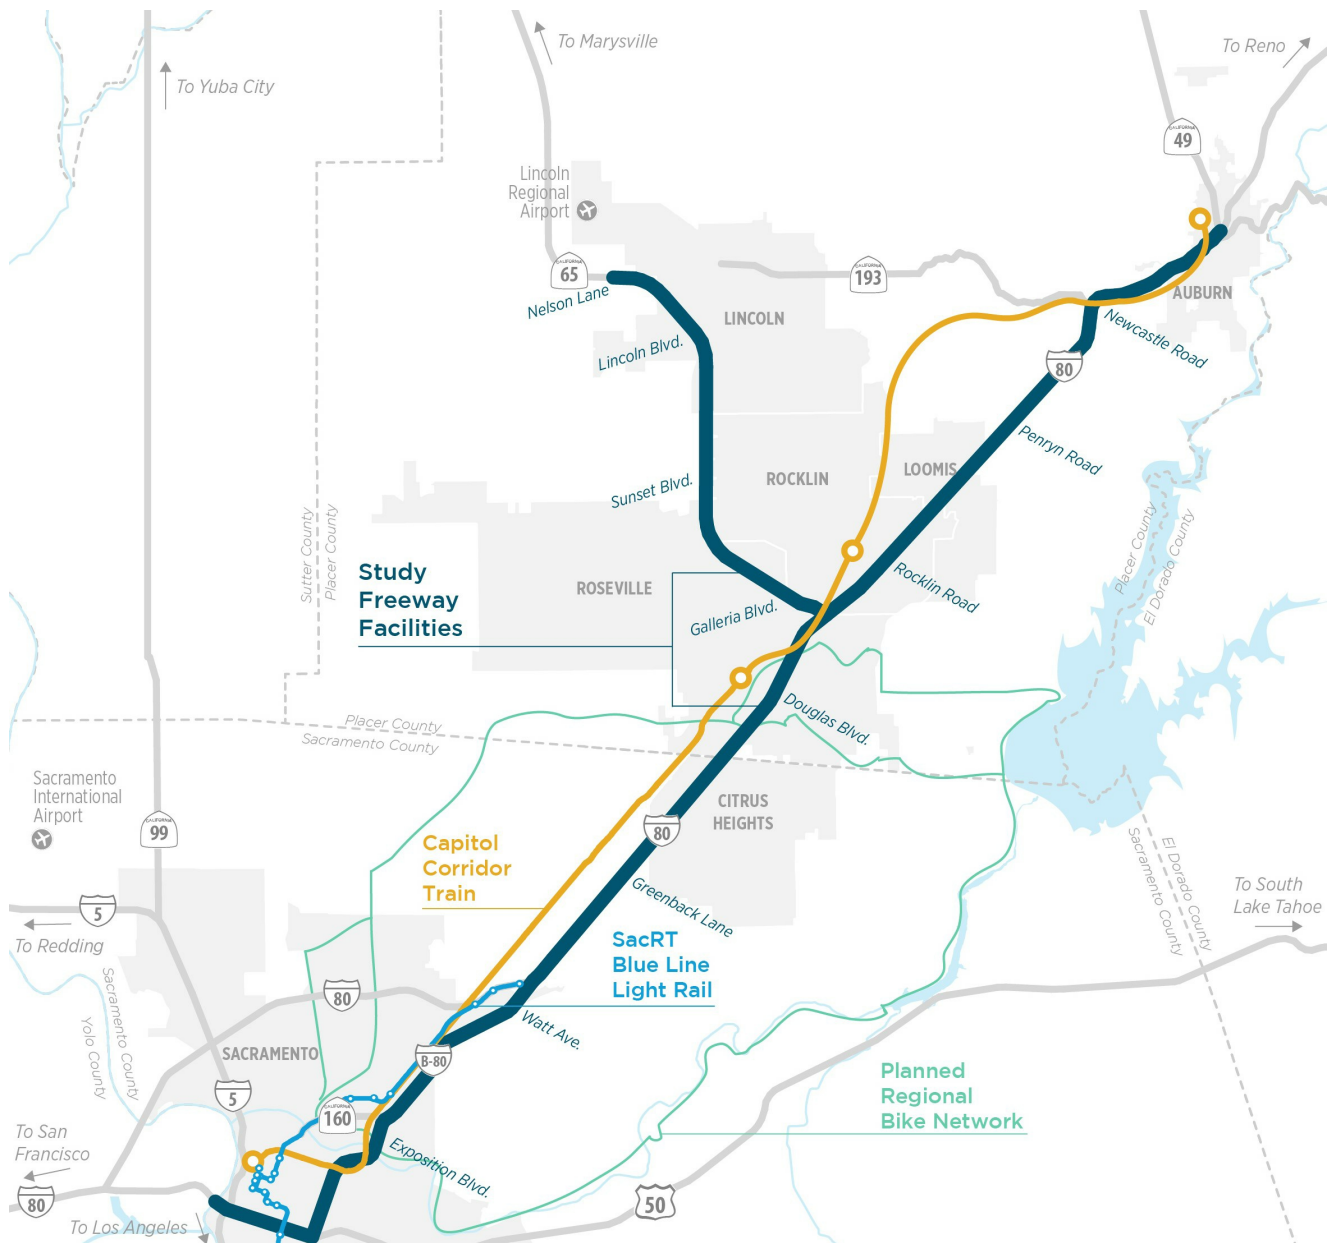 To Marysville
To Reno
To Yuba City
CALIFORNIA
49
Lincoln
Regional
Airport
CALIFORNIA
65
CALIFORNIA
193
Nelson Lane
LINCOLN
AUBURN
Newcastle Road
Lincoln Blvd.
80
Penryn Road
ROCKLIN
LOOMIS
Sunset Blvd.
Sutter County
Placer County
Placer County
El Dorado County
Study
Freeway
Facilities
ROSEVILLE
Rocklin Road
Galleria Blvd.
Douglas Blvd.
Placer County
Sacramento County
Sacramento
International
Airport
CALIFORNIA
99
CITRUS
HEIGHTS
80
Capitol
Corridor
Train
Greenback Lane
El Dorado County
Sacramento County
To South
Lake Tahoe
5
To Redding
SacRT
Blue Line
Light Rail
Sacramento County
Yolo County
80
Watt Ave.
SACRAMENTO
B-80
Planned
Regional
Bike Network
5
CALIFORNIA
160
To San
Francisco
Exposition Blvd.
80
50
To Los Angeles